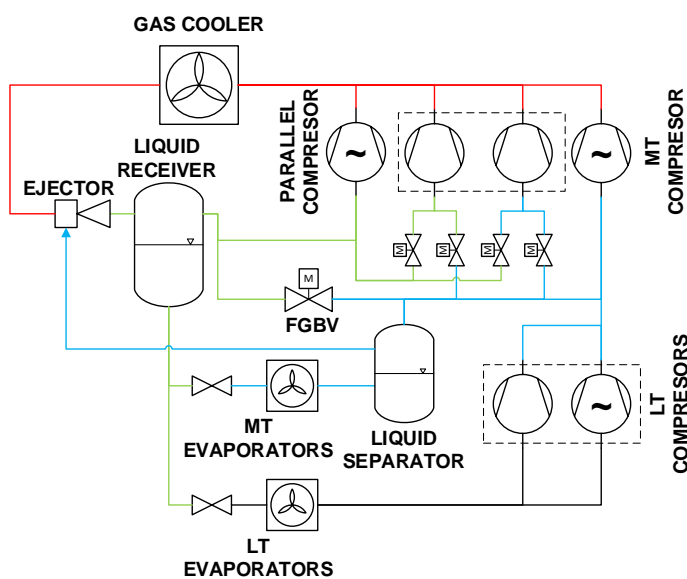 GAS COOLER
PARALLEL
COMPRESOR
MT
COMPRESOR
LIQUID
RECEIVER
EJECTOR
~
~
M
M
M
M
M
FGBV
MT
EVAPORATORS
LIQUID
SEPARATOR
~
LT
COMPRESORS
LT
EVAPORATORS